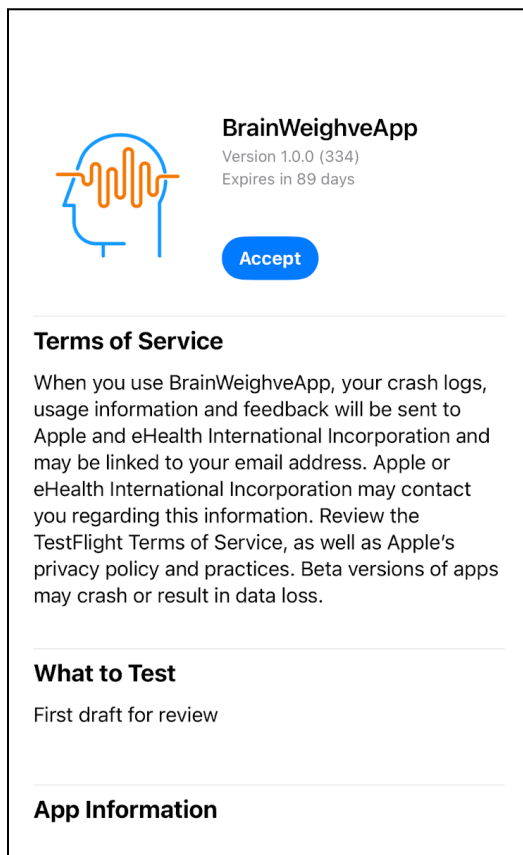 BrainWeighveApp
Version 1.0.0 (334)
Expires in 89 days
Accept
Terms of Service
When you use BrainWeighveApp, your crash logs,
usage information and feedback will be sent to
Apple and eHealth International Incorporation and
may be linked to your email address. Apple or
eHealth International Incorporation may contact
you regarding this information. Review the
TestFlight Terms of Service, as well as Apple's
privacy policy and practices. Beta versions of apps
may crash or result in data loss.
What to Test
First draft for review
App Information